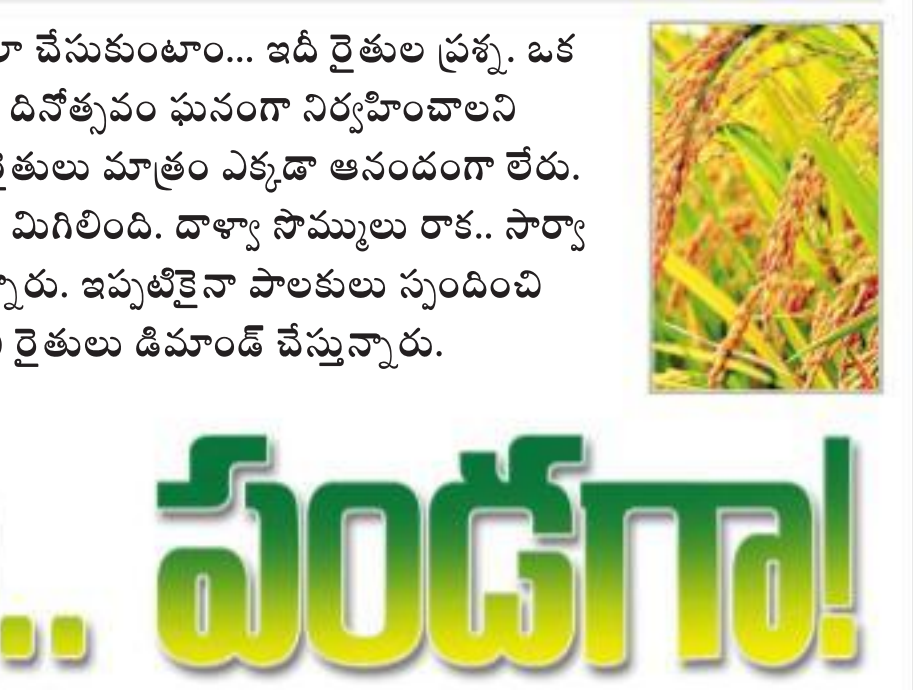 చేసుకుంటాం... ఇదీ రైతుల ప్రశ్న. ఒక
దినోత్సవం ఘనంగా నిర్వహించాలని
రైతులు మాత్రం ఎక్కడా ఆనందంగా లేరు.
మిగిలింది. దాళ్వా సొమ్ములు రాక.. సార్వా
ఇప్పటికైనా పాలకులు స్పందించి
రైతులు డిమాండ్ చేస్తున్నారు.
.. పండగా!